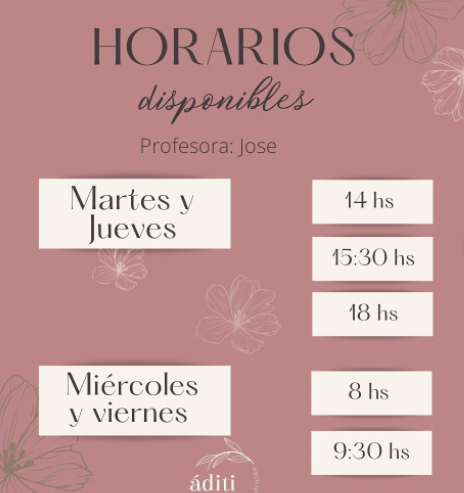 HORARIOS
disponibles
Profesora: Jose
Martes y
Jueves
14 hs
15:30 hs
18 hs
Miércoles
y viernes
8 hs
9:30 hs
áditi